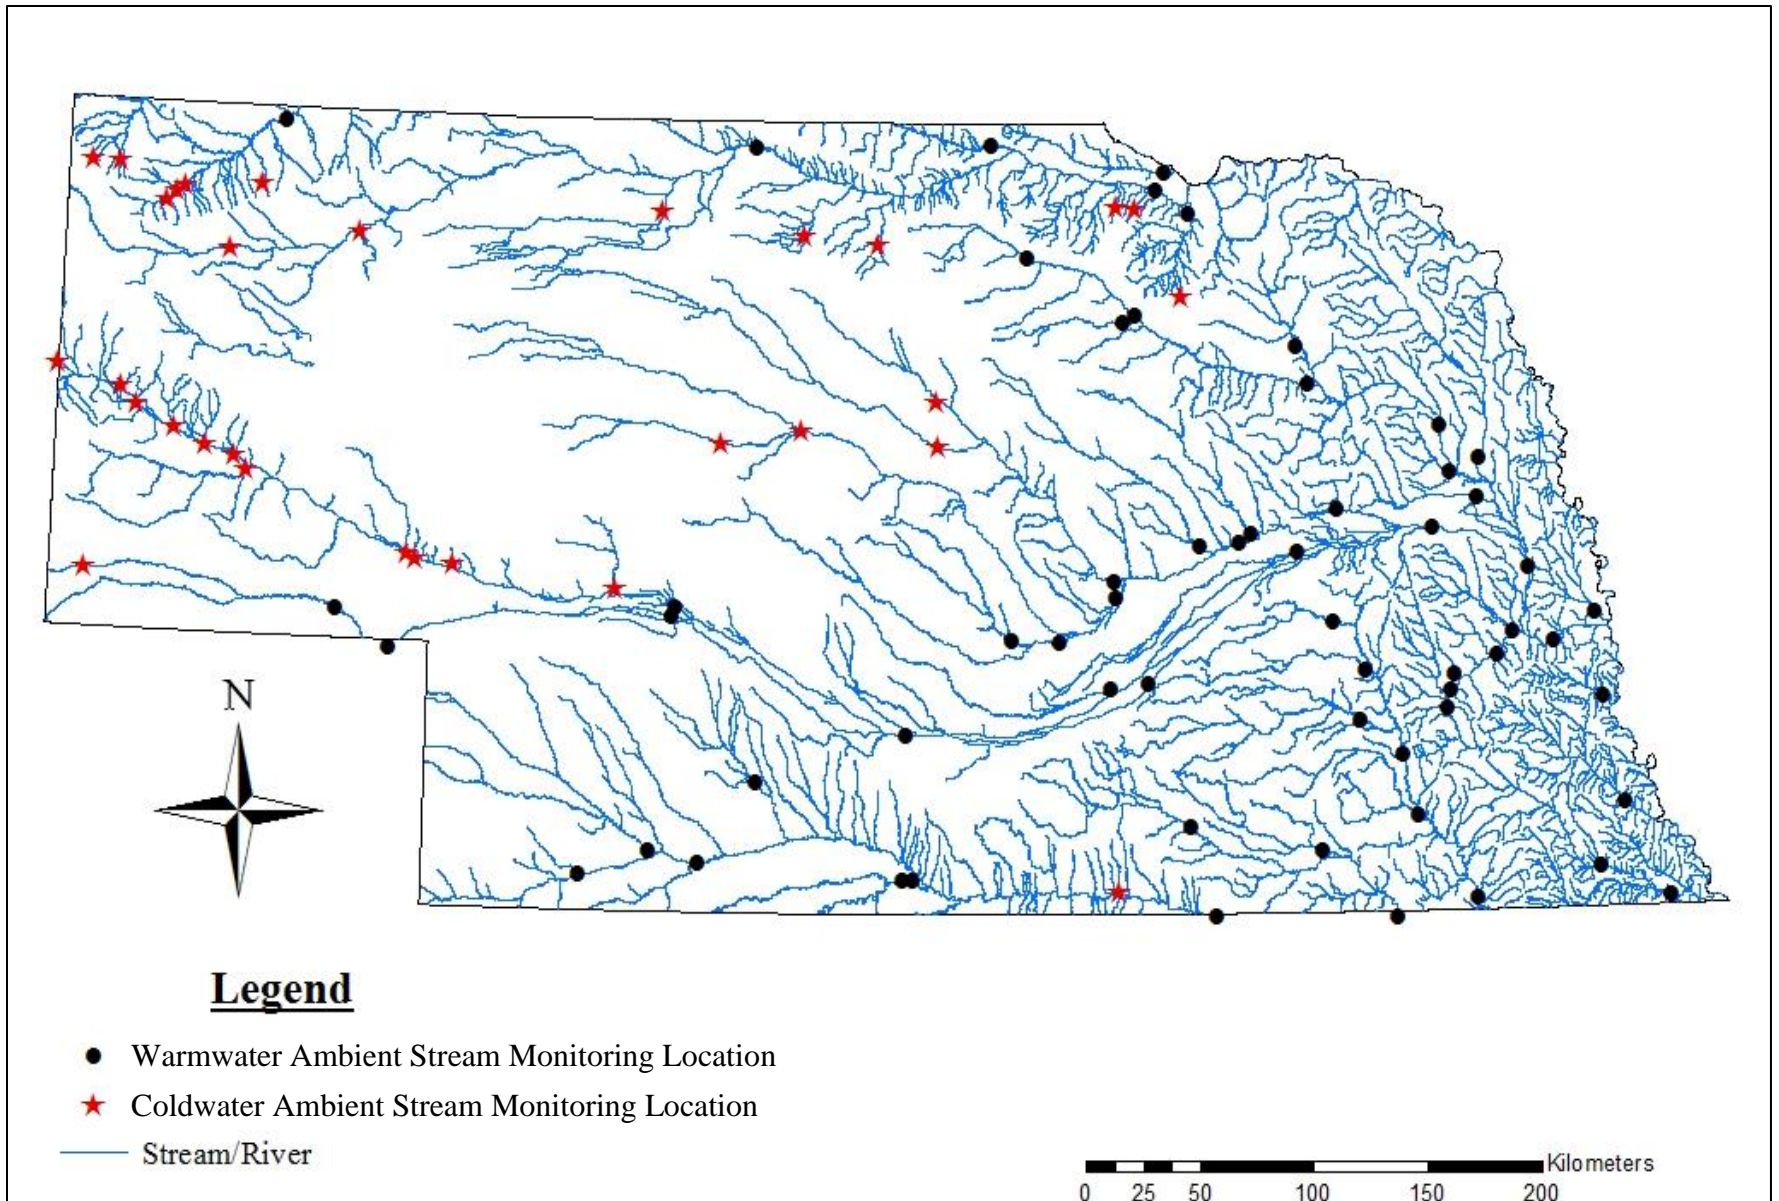 N
Legend
Warmwater Ambient Stream Monitoring Location
Coldwater Ambient Stream Monitoring Location
Stream/River
Kilometers
0 25 50 100 150 200